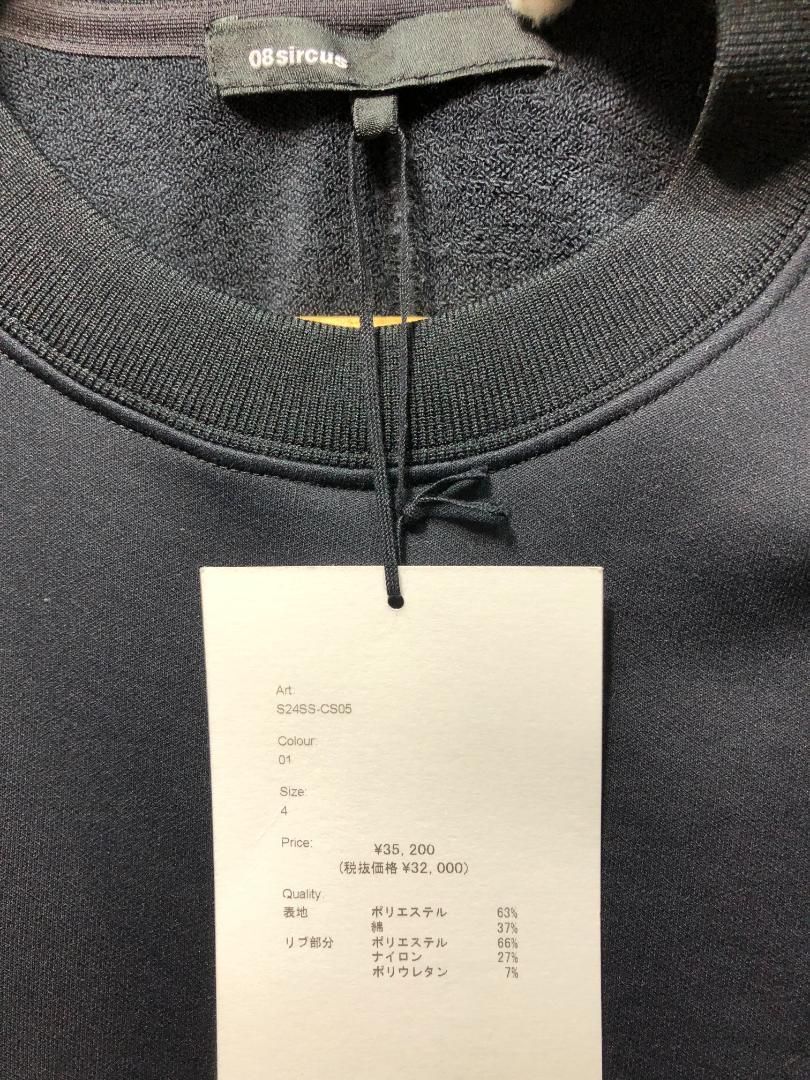 08sircus
Art:
S24SS-CS05
Colour:
01
Size:
4
Price:
¥35, 200
(税抜価格 ¥32, 000)
Quality:
表地 ポリエステル 63%
綿 37%
リブ部分 ポリエステル 66%
ナイロン 27%
ポリウレタン 7%